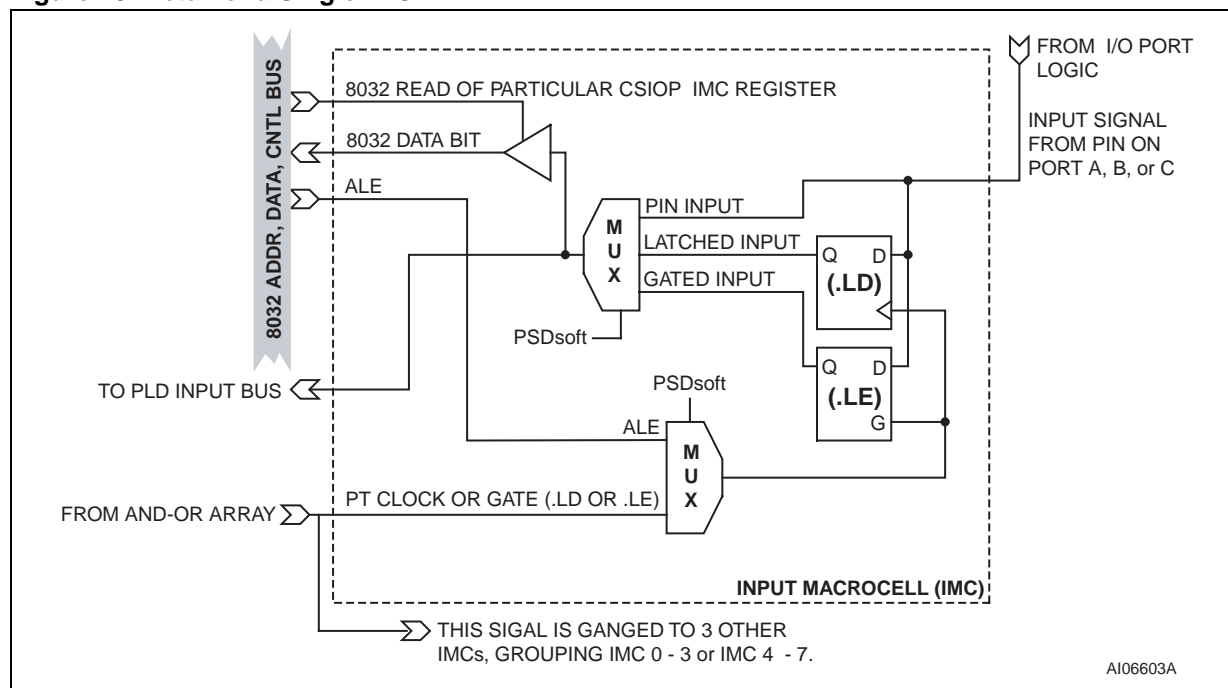 FROM I/O PORT
LOGIC
8032 ADDR, DATA, CNTL BUS
8032 READ OF PARTICULAR CSIOP IMC REGISTER
INPUT SIGNAL
FROM PIN ON
PORT A, B, or C
8032 DATA BIT
ALE
PIN INPUT
M
U
X
LATCHED INPUT
Q D
(.LD)
GATED INPUT
PSDsoft
Q D
(.LE)
G
TO PLD INPUT BUS
PSDsoft
ALE
M
U
X
PT CLOCK OR GATE (.LD OR .LE)
FROM AND-OR ARRAY
INPUT MACROCELL (IMC)
THIS SIGAL IS GANGED TO 3 OTHER
IMCs, GROUPING IMC 0 - 3 or IMC 4 - 7.
AI06603A